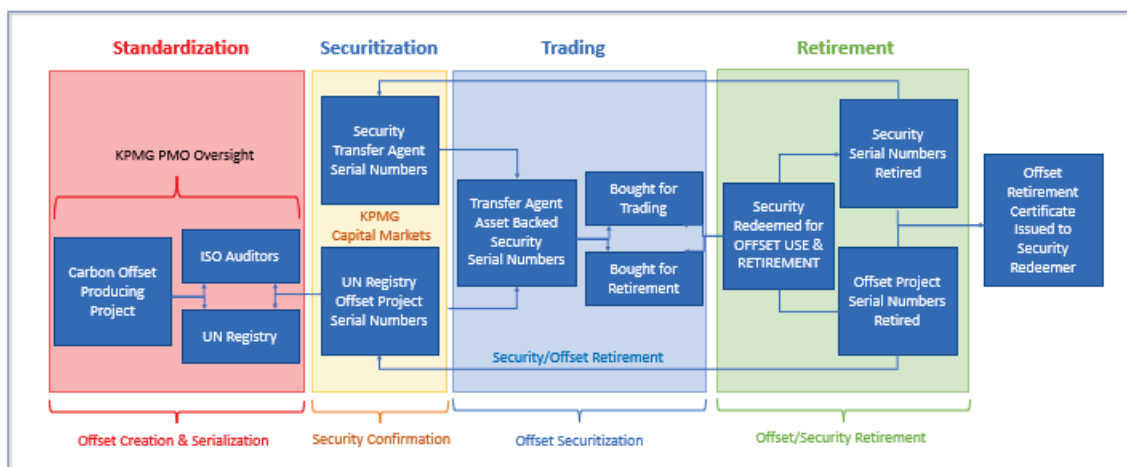 Standardization
Securitization
Trading
Retirement
KPMG PMO Oversight
Carbon Offset
Producing
Project
ISO Auditors
UN Registry
Security
Transfer Agent
Serial Numbers
KPMG
Capital Markets
UN Registry
Offset Project
Serial Numbers
Transfer Agent
Asset Backed
Security
Serial Numbers
Bought for
Trading
Bought for
Retirement
Security/Offset Retirement
Security
Redeemed for
OFFSET USE &
RETIREMENT
Security
Serial Numbers
Retired
Offset Project
Serial Numbers
Retired
Offset
Retirement
Certificate
Issued to
Security
Redeemer
Offset Creation & Serialization
Security Confirmation
Offset Securitization
Offset/Security Retirement